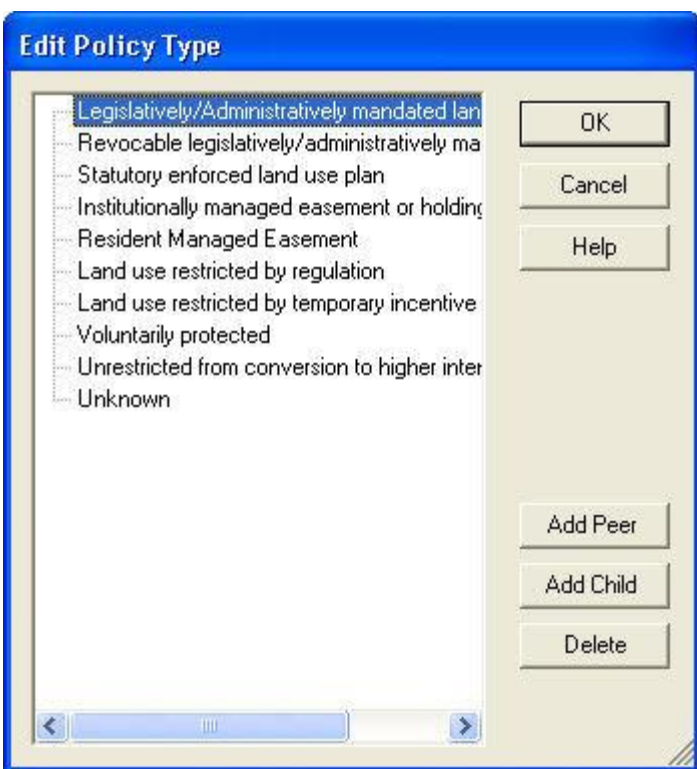 Edit Policy Type
Legislatively/Administratively mandated lan
Revocable legislatively/administratively ma
Statutory enforced land use plan
Institutionally managed easement or holding
Resident Managed Easement
Land use restricted by regulation
Land use restricted by temporary incentive
Voluntarily protected
Unrestricted from conversion to higher inter
Unknown
OK
Cancel
Help
Add Peer
Add Child
Delete